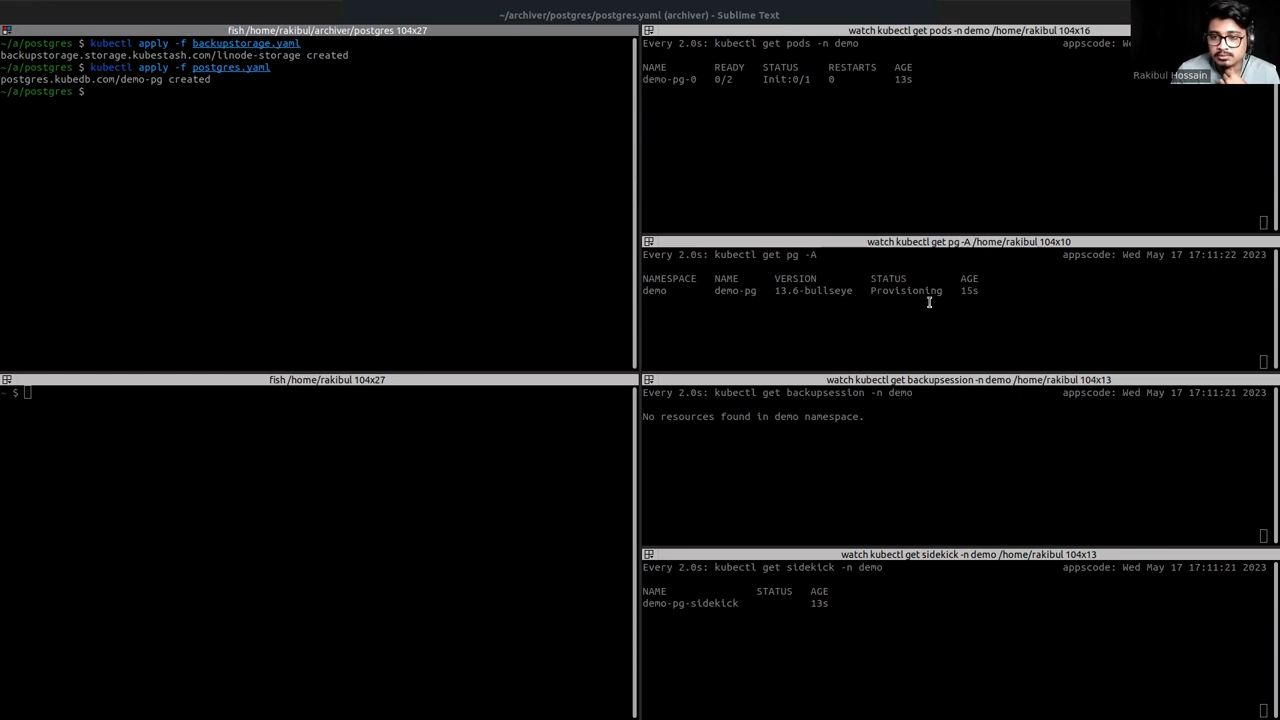 ~/archiver/postgres/postgres.yaml (archiver) - Sublime Text
fish /home/rakibul/archiver/postgres 104x27
~/a/postgres $ kubectl apply -f backupstorage.yaml
backupstorage.storage.kubestash.com/linode-storage created
~/a/postgres $ kubectl apply -f postgres.yaml
postgres.kubedb.com/demo-pg created
~/a/postgres $
watch kubectl get pods -n demo /home/rakibul 104x16
Every 2.0s: kubectl get pods -n demo appscode: We
Rakibul Hossain
NAME READY STATUS RESTARTS AGE
demo-pg-0 0/2 Init:0/1 0 13s
watch kubectl get pg -A /home/rakibul 104x10
Every 2.0s: kubectl get pg -A appscode: Wed May 17 17:11:22 2023
NAMESPACE NAME VERSION STATUS AGE
demo demo-pg 13.6-bullseye Provisioning 15s
fish /home/rakibul 104x27
~ $
watch kubectl get backupsession -n demo /home/rakibul 104x13
Every 2.0s: kubectl get backupsession -n demo appscode: Wed May 17 17:11:21 2023
No resources found in demo namespace.
watch kubectl get sidekick -n demo /home/rakibul 104x13
Every 2.0s: kubectl get sidekick -n demo appscode: Wed May 17 17:11:21 2023
NAME STATUS AGE
demo-pg-sidekick 13s